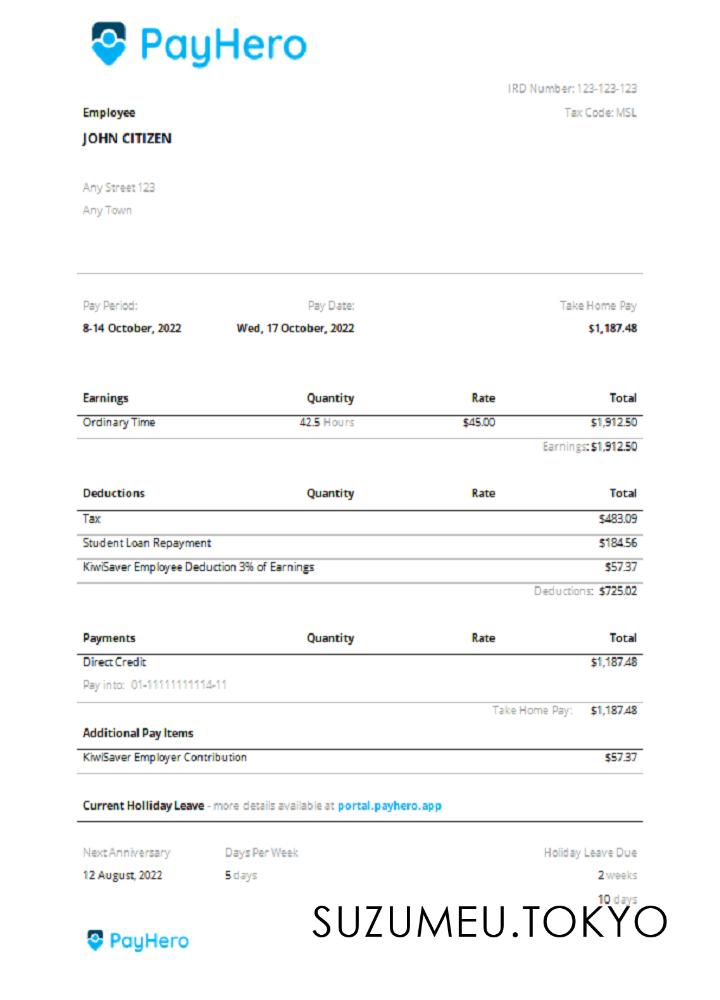 PayHero
IRD Number: 123-123-123
Employee
Tax Code: MSL
JOHN CITIZEN
Any Street 123
Any Town
Pay Period: Pay Date: Take Home Pay
8-14 October, 2022 Wed, 17 October, 2022 $1,187.48
Earnings Quantity Rate Total
Ordinary Time 42.5 Hours $45.00 $1,912.50
Earnings: $1,912.50
Deductions Quantity Rate Total
Tax $483.09
Student Loan Repayment $184.56
KiwiSaver Employee Deduction 3% of Earnings $57.37
Deductions: $725.02
Payments Quantity Rate Total
Direct Credit $1,187.48
Pay into: 01-11111111114-11
Take Home Pay: $1,187.48
Additional Pay Items
KiwiSaver Employer Contribution $57.37
Current Holliday Leave - more details available at portal.payhero.app
Next Anniversary Days Per Week Holiday Leave Due
12 August, 2022 5 days 2 weeks
10 days
SUZUMEU.TOKYO
PayHero